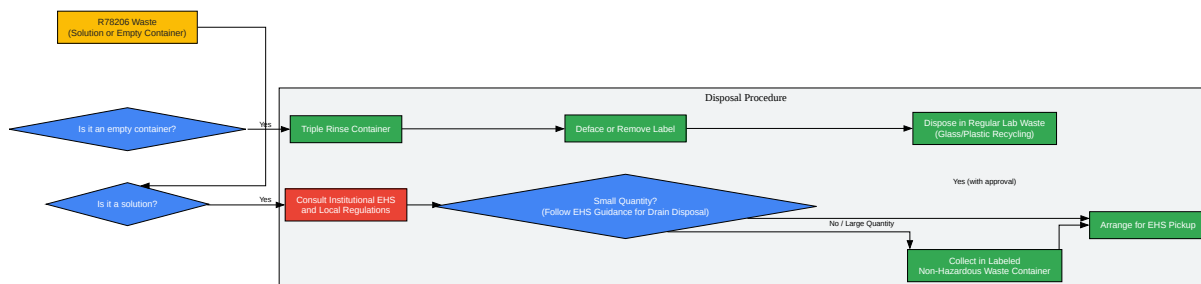 R78206 Waste
(Solution or Empty Container)
Disposal Procedure
Is it an empty container?
Yes
Triple Rinse Container
Deface or Remove Label
Dispose in Regular Lab Waste
(Glass/Plastic Recycling)
Is it a solution?
Yes
Consult Institutional EHS
and Local Regulations
Small Quantity?
(Follow EHS Guidance for Drain Disposal)
Yes (with approval)
No / Large Quantity
Arrange for EHS Pickup
Collect in Labeled
Non-Hazardous Waste Container